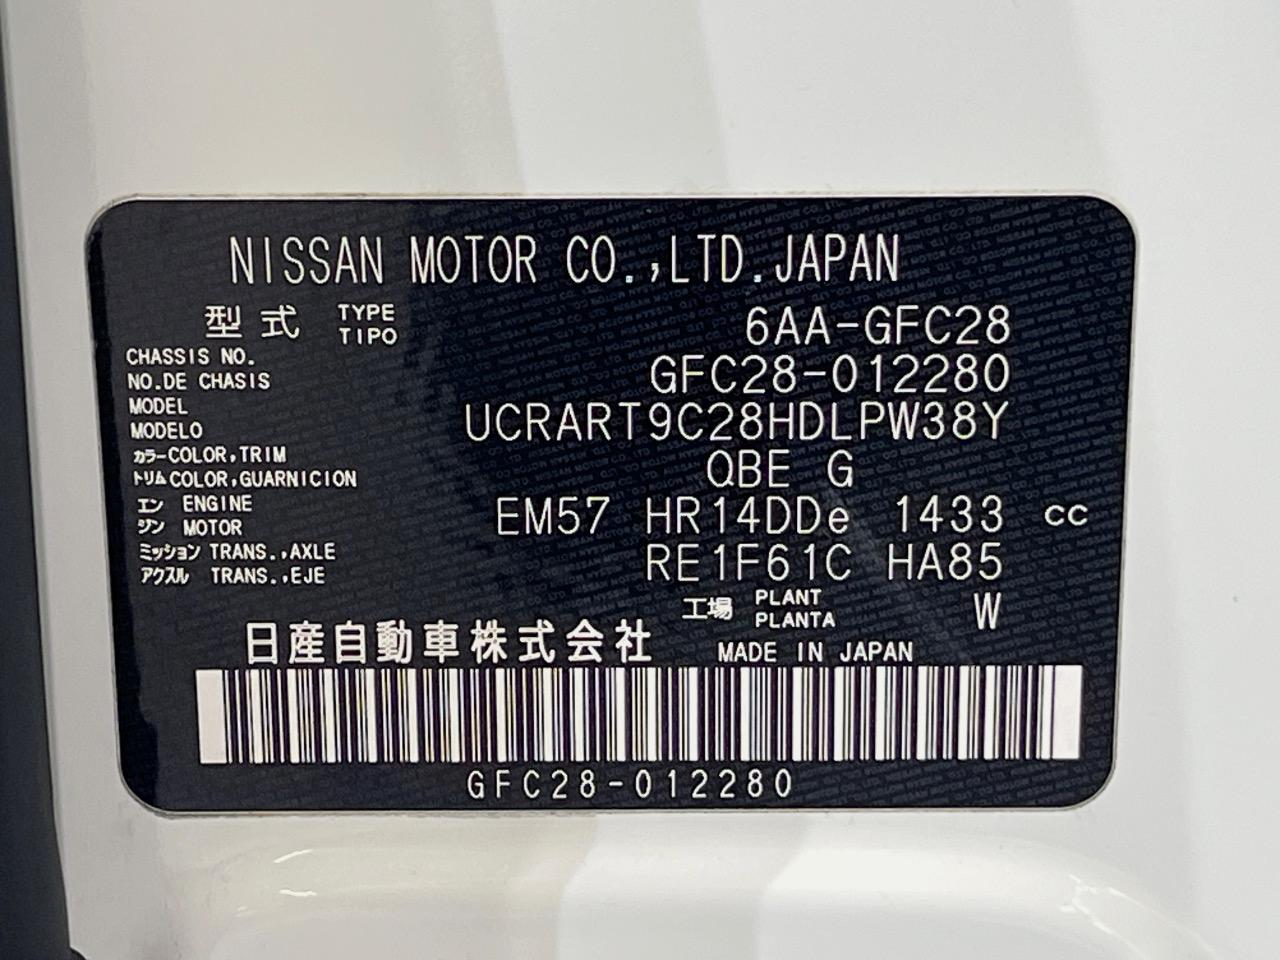 NISSAN MOTOR CO.,LTD.JAPAN
型式 TYPE TIPO 6AA-GFC28
CHASSIS NO.
NO.DE CHASIS GFC28-012280
MODEL
MODELO UCRART9C28HDLPW38Y
カラー COLOR,TRIM
トリム COLOR,GUARNICION QBE G
エン ENGINE
ジン MOTOR EM57 HR14DDe 1433 cc
ミッション TRANS.,AXLE
アクスル TRANS.,EJE RE1F61C HA85
工場 PLANT PLANTA W
日産自動車株式会社 MADE IN JAPAN
GFC28-012280